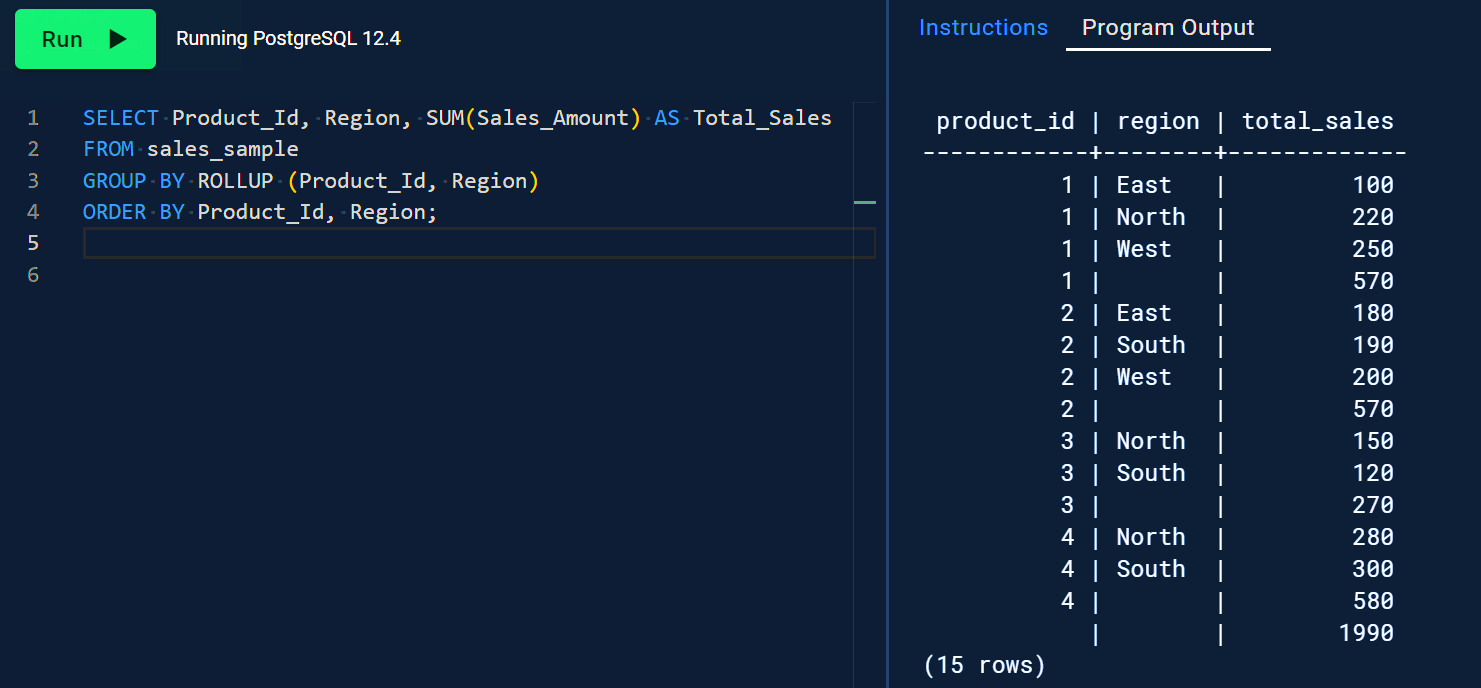 Run
Running PostgreSQL 12.4
1 SELECT Product_Id, Region, SUM(Sales_Amount) AS Total_Sales
2 FROM sales_sample
3 GROUP BY ROLLUP (Product_Id, Region)
4 ORDER BY Product_Id, Region;
5
6
Instructions Program Output
product_id | region | total_sales
------------+--------+-------------
1 | East | 100
1 | North | 220
1 | West | 250
1 | | 570
2 | East | 180
2 | South | 190
2 | West | 200
2 | | 570
3 | North | 150
3 | South | 120
3 | | 270
4 | North | 280
4 | South | 300
4 | | 580
| | 1990
(15 rows)